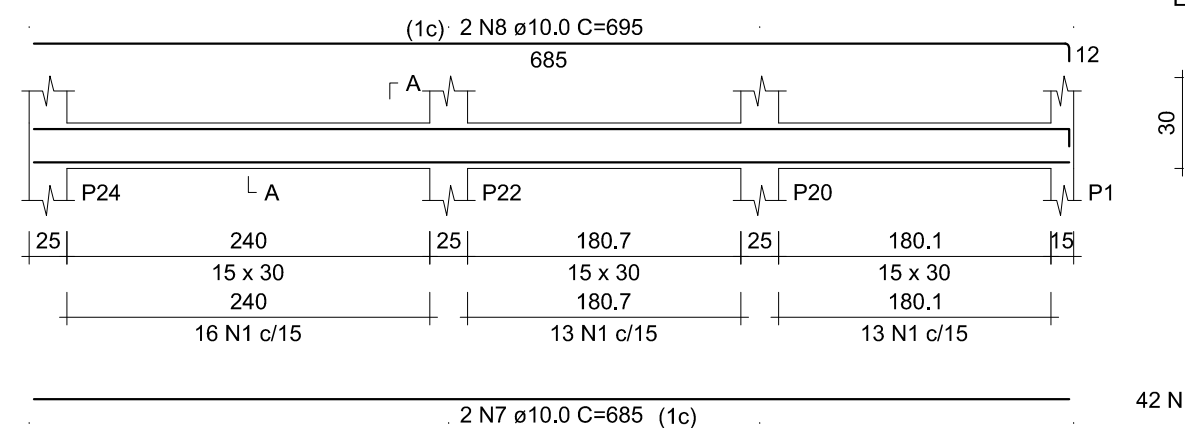 (1c) 2 N8 ø10.0 C=695
685
12
A
30
A
P24
P22
P20
P1
25 240 25 180.7 25 180.1 15
15 x 30 15 x 30 15 x 30
240 180.7 180.1
16 N1 c/15 13 N1 c/15 13 N1 c/15
42 N
2 N7 ø10.0 C=685 (1c)